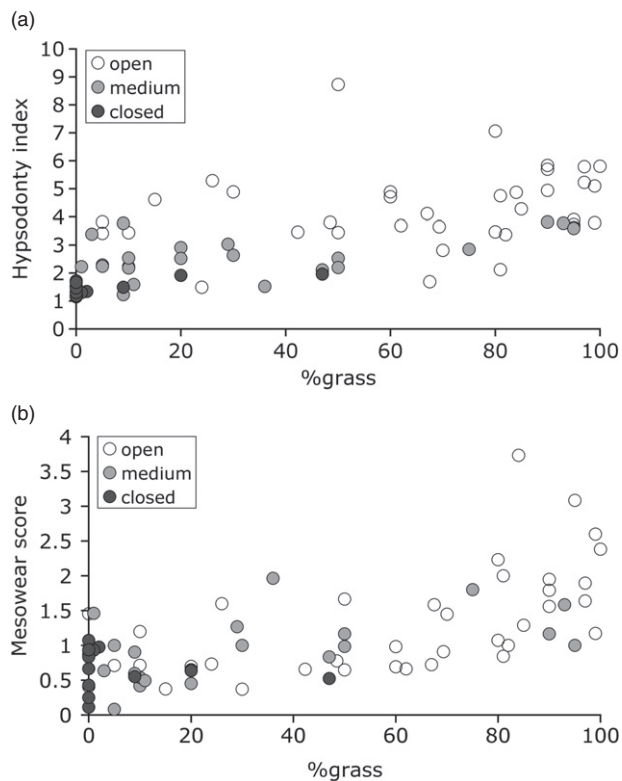 (a)
10
9
8
7
6
5
4
3
2
1
0
Hypsodonty index
open
medium
closed
0 20 40 60 80 100
%grass
(b)
4
3.5
3
2.5
2
1.5
1
0.5
0
Mesowear score
open
medium
closed
0 20 40 60 80 100
%grass